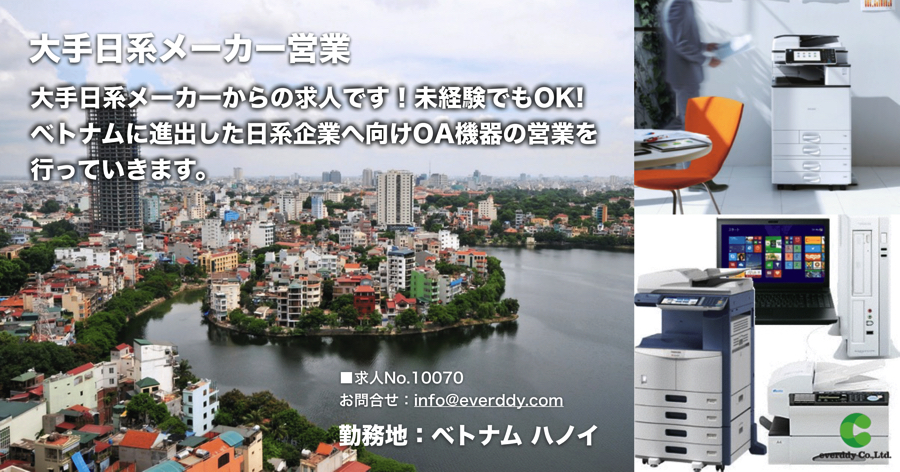 大手日系メーカー営業
大手日系メーカーからの求人です！未経験でもOK!
ベトナムに進出した日系企業へ向けOA機器の営業を
行っていきます。
■求人No.10070
お問合せ：info@everddy.com
勤務地：ベトナム ハノイ
everddy Co.,Ltd.